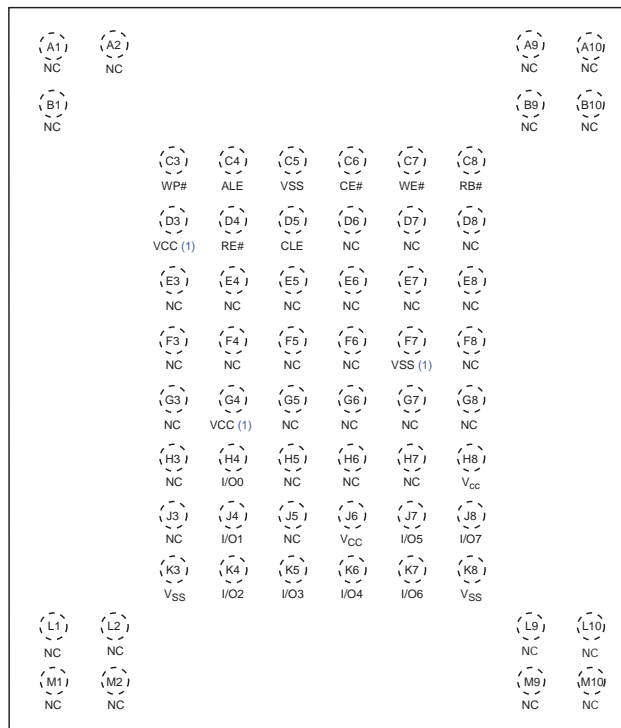 A1 A2 A9 A10
NC NC NC NC
B1 B9 B10
NC NC NC
C3 C4 C5 C6 C7 C8
WP# ALE VSS CE# WE# RB#
D3 D4 D5 D6 D7 D8
VCC (1) RE# CLE NC NC NC
E3 E4 E5 E6 E7 E8
NC NC NC NC NC NC
F3 F4 F5 F6 F7 F8
NC NC NC NC VSS (1) NC
G3 G4 G5 G6 G7 G8
NC VCC (1) NC NC NC NC
H3 H4 H5 H6 H7 H8
NC I/O0 NC NC NC Vcc
J3 J4 J5 J6 J7 J8
NC I/O1 NC VCC I/O5 I/O7
K3 K4 K5 K6 K7 K8
VSS I/O2 I/O3 I/O4 I/O6 VSS
L1 L2 L9 L10
NC NC NC NC
M1 M2 M9 M10
NC NC NC NC